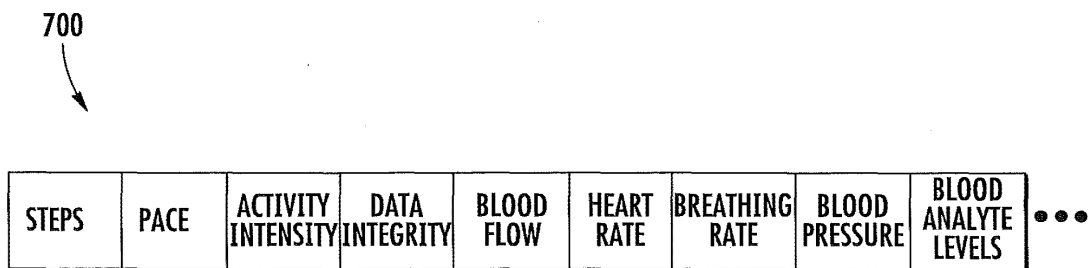 700
STEPS
PACE
ACTIVITY
INTENSITY
DATA
INTEGRITY
BLOOD
FLOW
HEART
RATE
BREATHING
RATE
BLOOD
PRESSURE
BLOOD
ANALYTE
LEVELS
•••